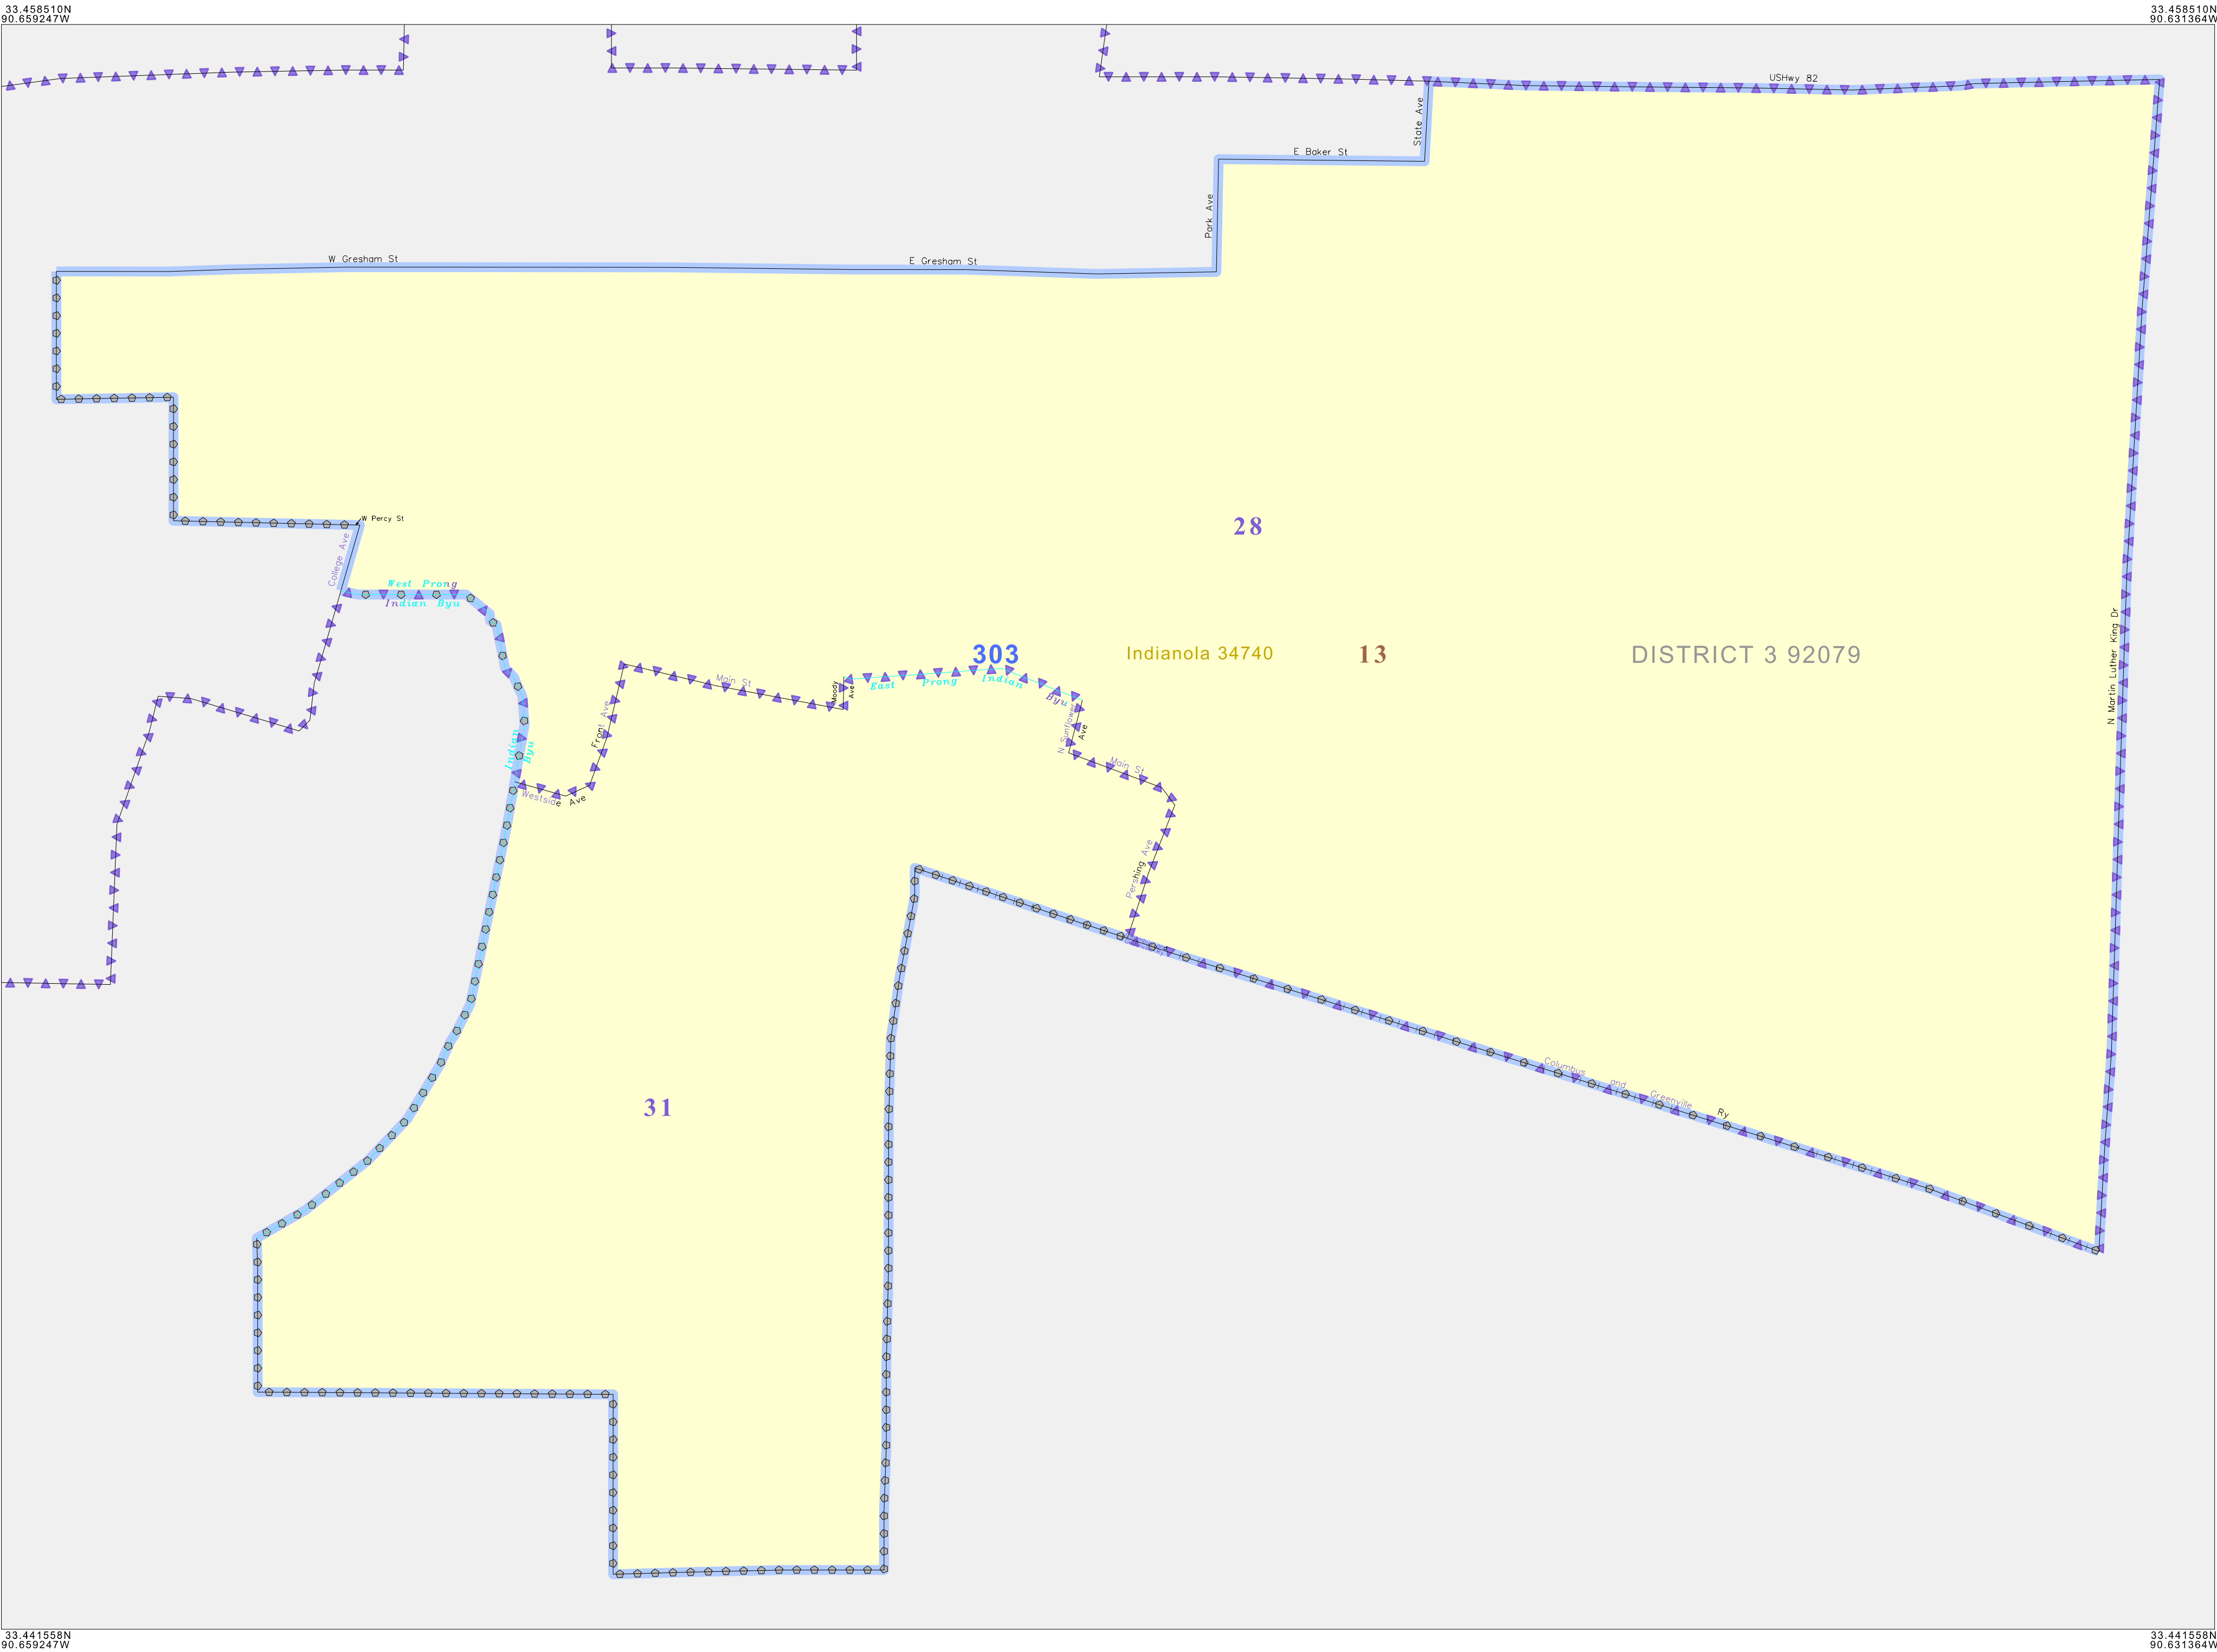 33.458510N
90.659247W
33.458510N
90.631364W
USHwy 82
State Ave
E Baker St
Park Ave
W Gresham St
E Gresham St
W Percy St
College Ave
28
West Prong
Indian Byu
303
Indianola 34740
13
DISTRICT 3 92079
N Martin Luther King Dr
Main St
Moody
Ave
East Prong Indian
Byu
N Sunflower
Ave
Front Ave
Indian
Byu
Main St
Westside Ave
Pershing Ave
31
Columbus and Greenville Ry
33.441558N
90.659247W
33.441558N
90.631364W